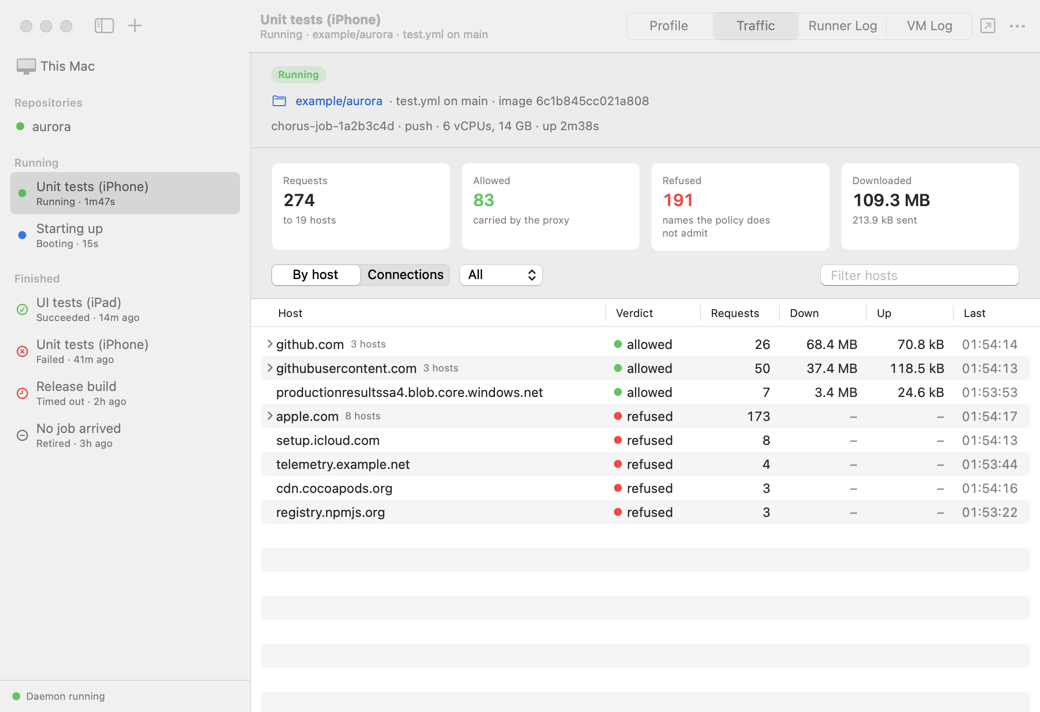 Unit tests (iPhone)
Running · example/aurora · test.yml on main
Profile
Traffic
Runner Log
VM Log
This Mac
Repositories
aurora
Running
Unit tests (iPhone)
Running · 1m47s
Starting up
Booting · 15s
Finished
UI tests (iPad)
Succeeded · 14m ago
Unit tests (iPhone)
Failed · 41m ago
Release build
Timed out · 2h ago
No job arrived
Retired · 3h ago
Daemon running
Running
example/aurora · test.yml on main · image 6c1b845cc021a808
chorus-job-1a2b3c4d · push · 6 vCPUs, 14 GB · up 2m38s
Requests
274
to 19 hosts
Allowed
83
carried by the proxy
Refused
191
names the policy does
not admit
Downloaded
109.3 MB
213.9 kB sent
By host
Connections
All
Filter hosts
Host Verdict Requests Down Up Last
github.com 3 hosts allowed 26 68.4 MB 70.8 kB 01:54:14
githubusercontent.com 3 hosts allowed 50 37.4 MB 118.5 kB 01:54:13
productionresultssa4.blob.core.windows.net allowed 7 3.4 MB 24.6 kB 01:53:53
apple.com 8 hosts refused 173 – – 01:54:17
setup.icloud.com refused 8 – – 01:54:13
telemetry.example.net refused 4 – – 01:53:44
cdn.cocoapods.org refused 3 – – 01:54:16
registry.npmjs.org refused 3 – – 01:53:22